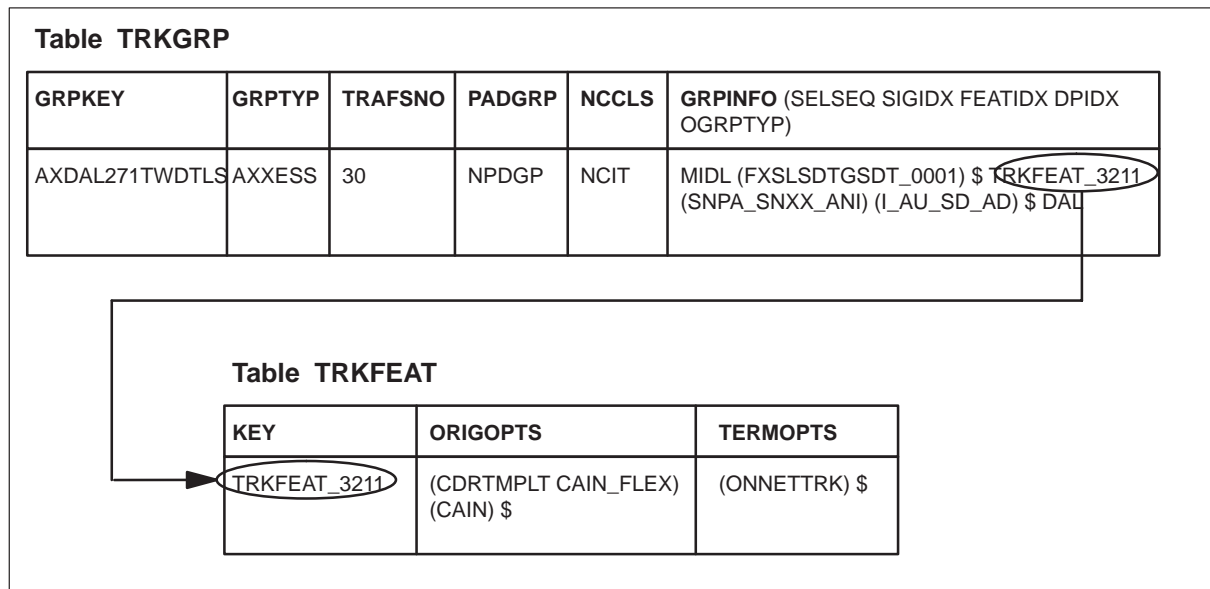 Table TRKGRP
GRPKEY GRPTYP TRAFSNO PADGRP NCCLS GRPINFO (SELSEQ SIGIDX FEATIDX DPIDX
OGRPTYP)
AXDAL271TWDTLS AXXESS 30 NPDGP NCIT MIDL (FXSLSDTGSDT_0001) $ TRKFEAT_3211
(SNPA_SNXX_ANI) (I_AU_SD_AD) $ DAL
Table TRKFEAT
KEY ORIGOPTS TERMOPTS
TRKFEAT_3211 (CDRTMPLT CAIN_FLEX) (ONNETTRK) $
(CAIN) $